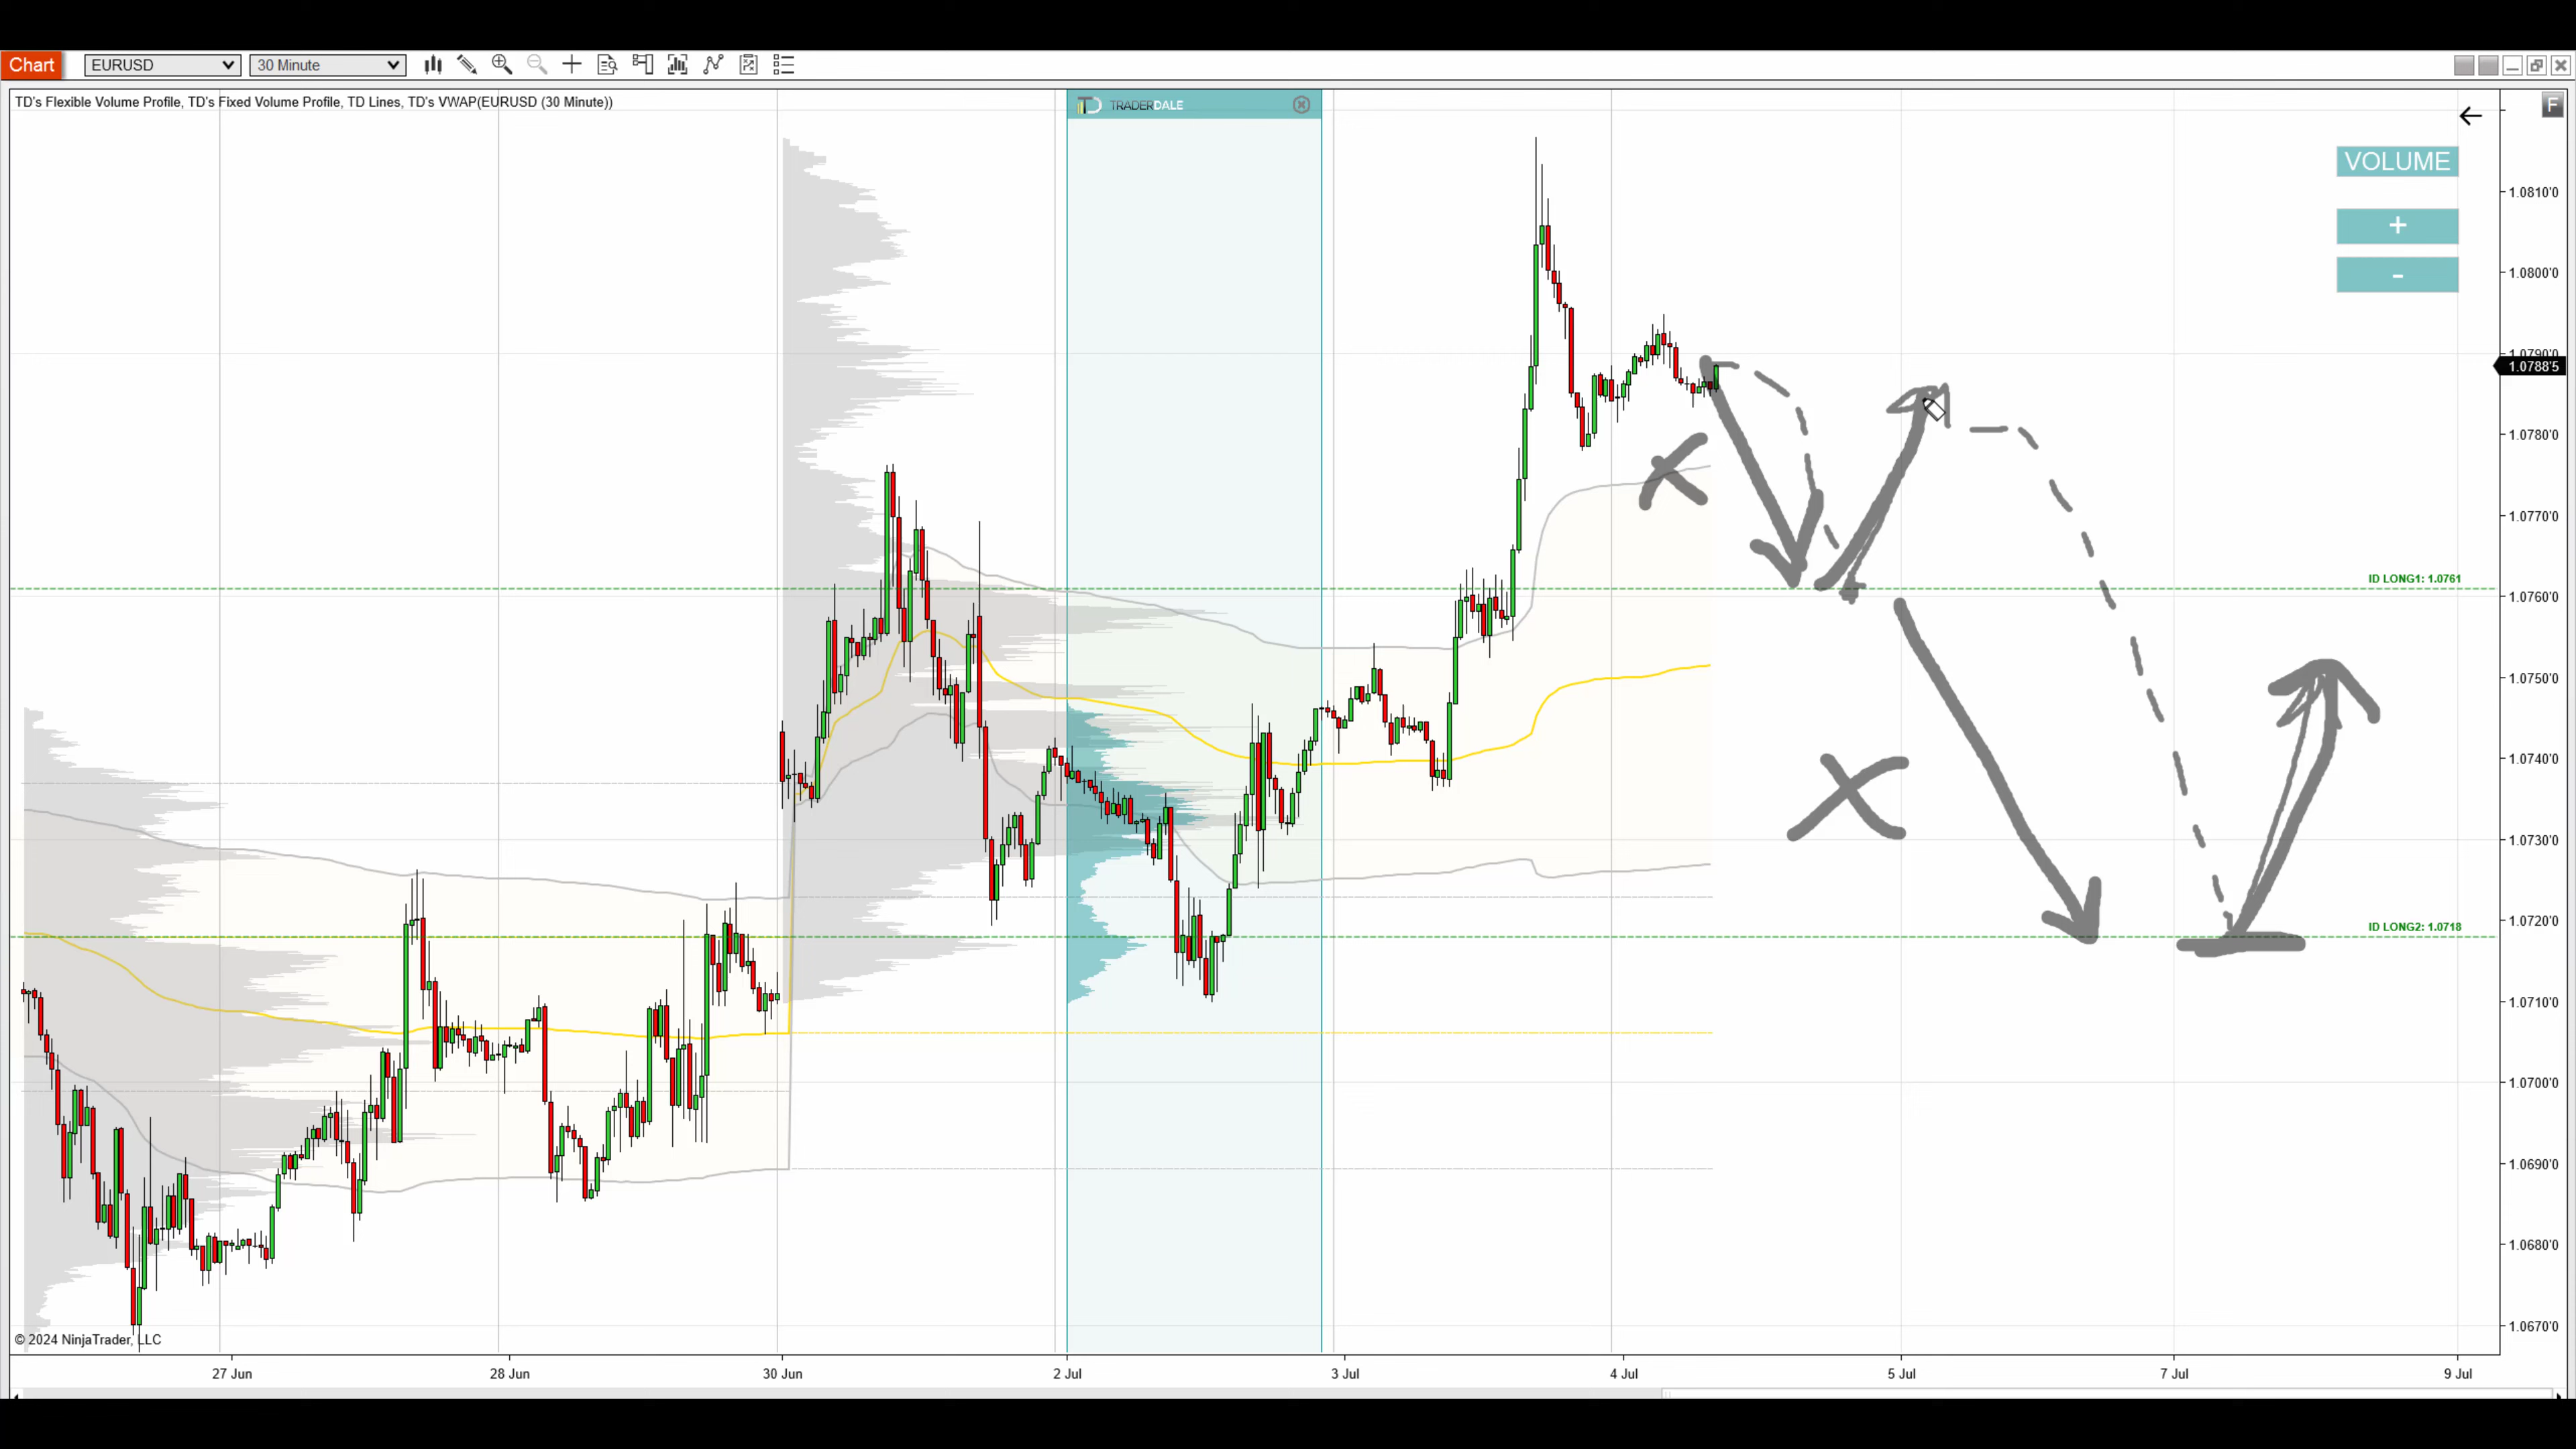 Chart EURUSD 30 Minute
TD's Flexible Volume Profile, TD's Fixed Volume Profile, TD Lines, TD's VWAP(EURUSD (30 Minute))
TD TRADERDALE
F
VOLUME
+
-
1.0810'0
1.0800'0
1.0790'0
1.0788'5
1.0780'0
1.0770'0
ID LONG1: 1.0761
1.0760'0
1.0750'0
1.0740'0
1.0730'0
ID LONG2: 1.0718
1.0720'0
1.0710'0
1.0700'0
1.0690'0
1.0680'0
1.0670'0
© 2024 NinjaTrader, LLC
27 Jun 28 Jun 30 Jun 2 Jul 3 Jul 4 Jul 5 Jul 7 Jul 9 Jul